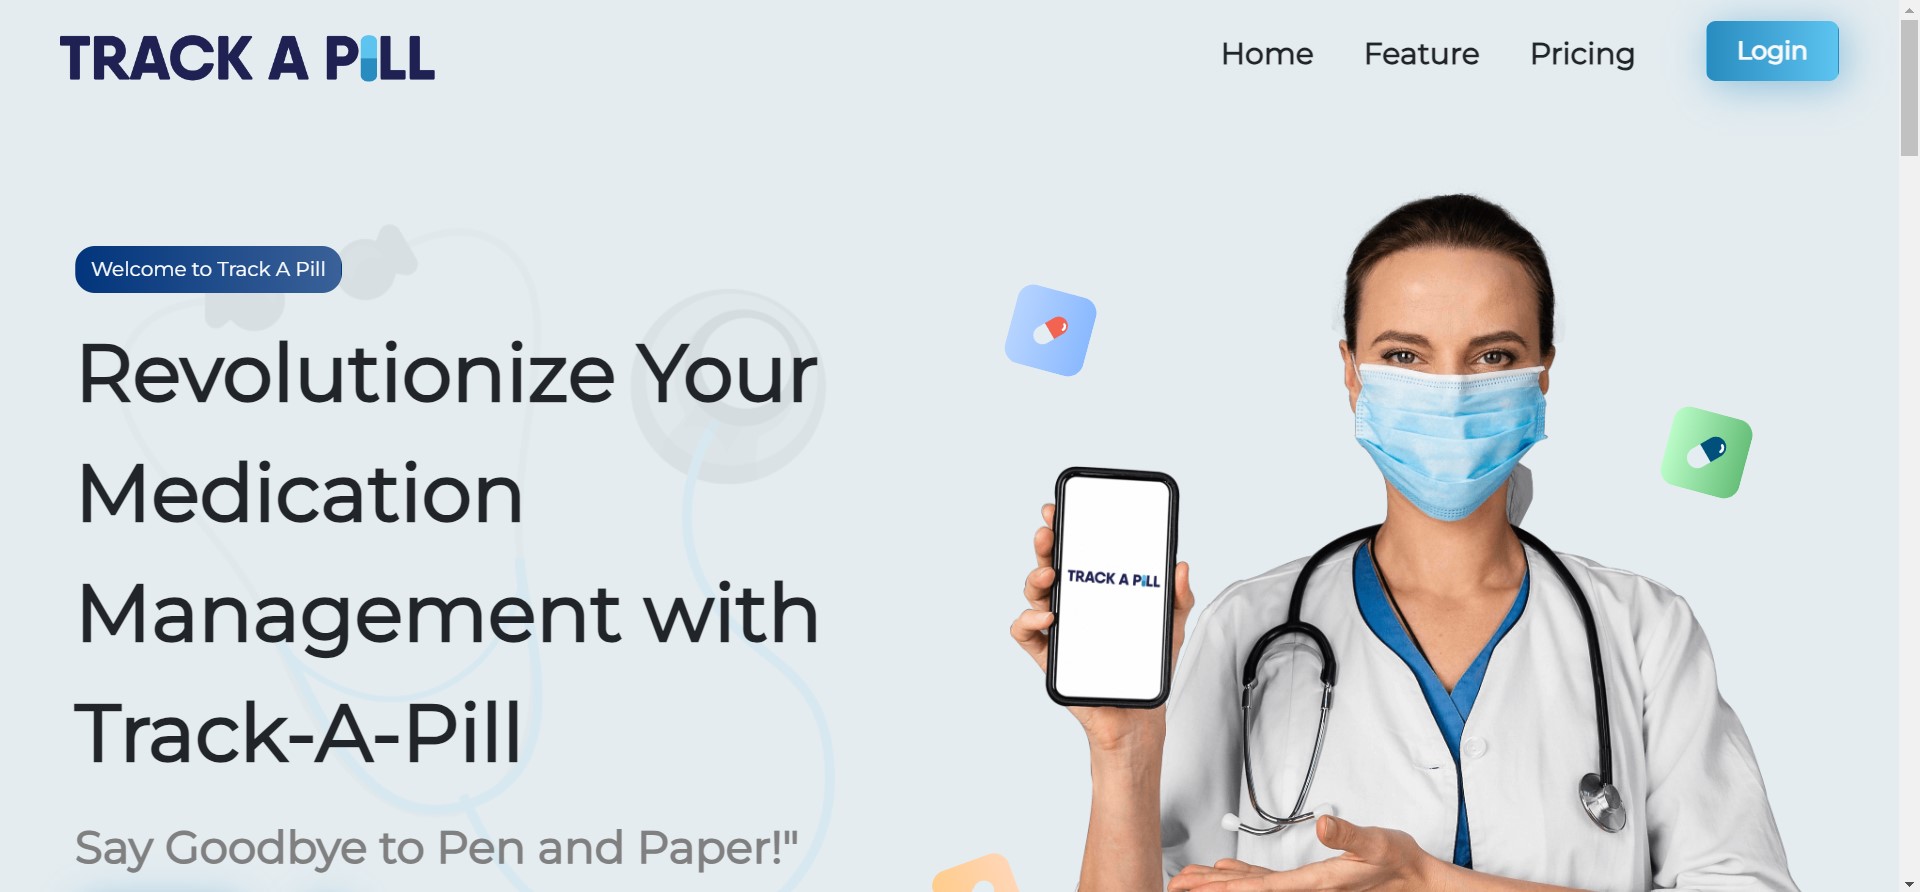 TRACK A PILL
Home Feature Pricing Login
Welcome to Track A Pill
Revolutionize Your
Medication
Management with
Track-A-Pill
Say Goodbye to Pen and Paper!"
TRACK A PILL